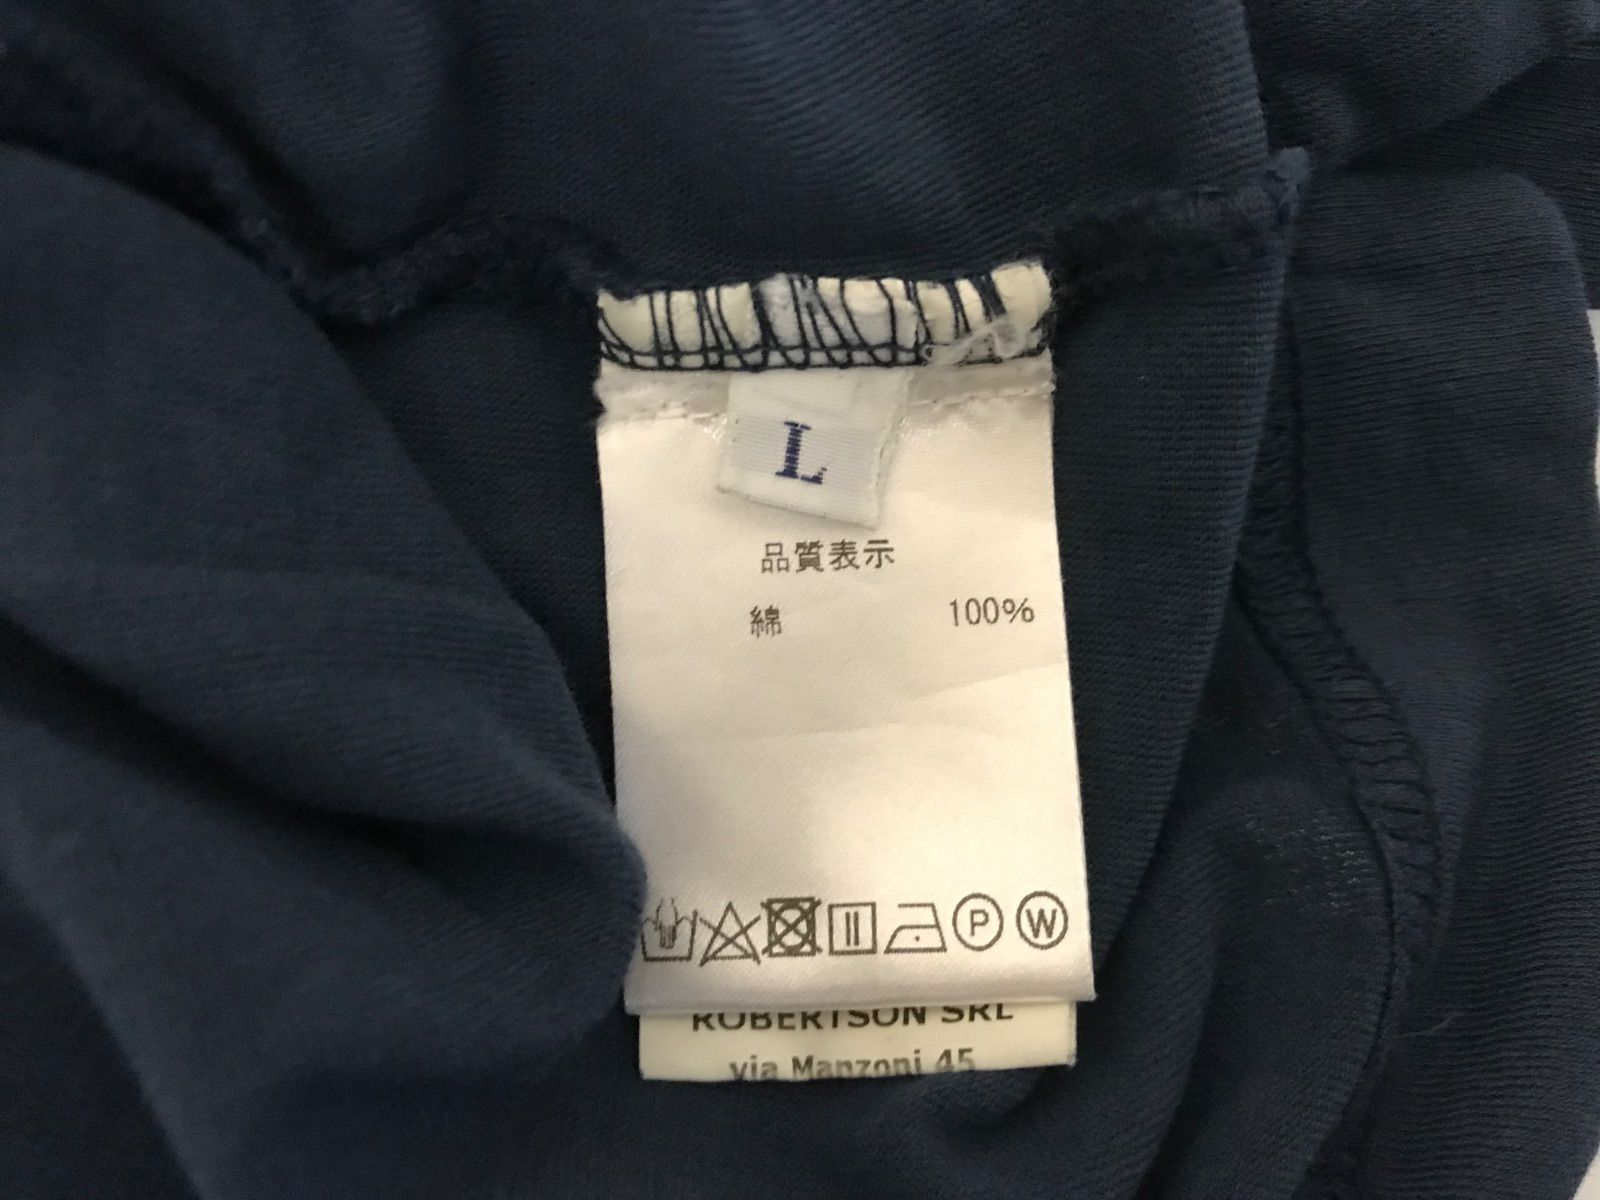 L
品質表示
綿 100%
P W
ROBERTSON SRL
via Manzoni 45